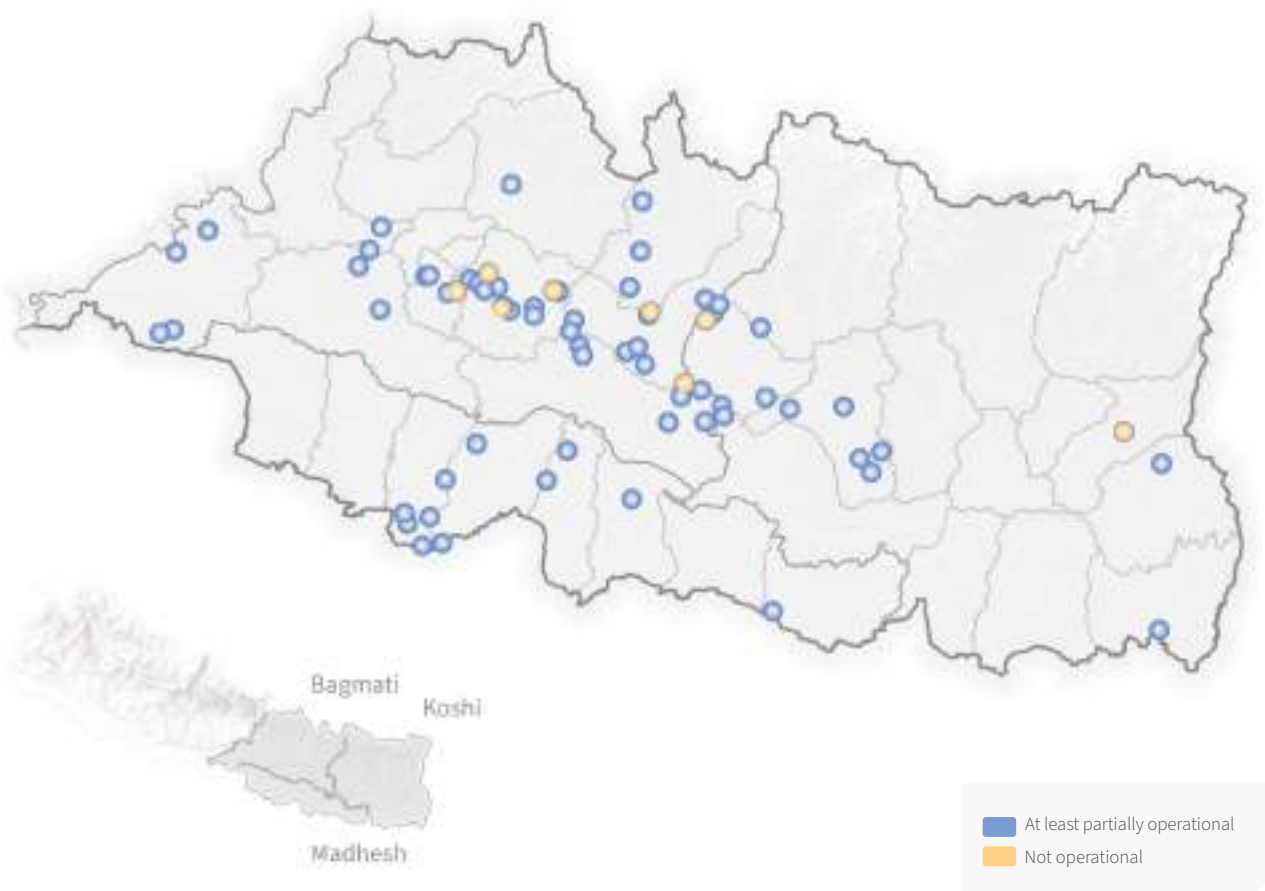 Bagmati
Koshi
Madhesh
At least partially operational
Not operational